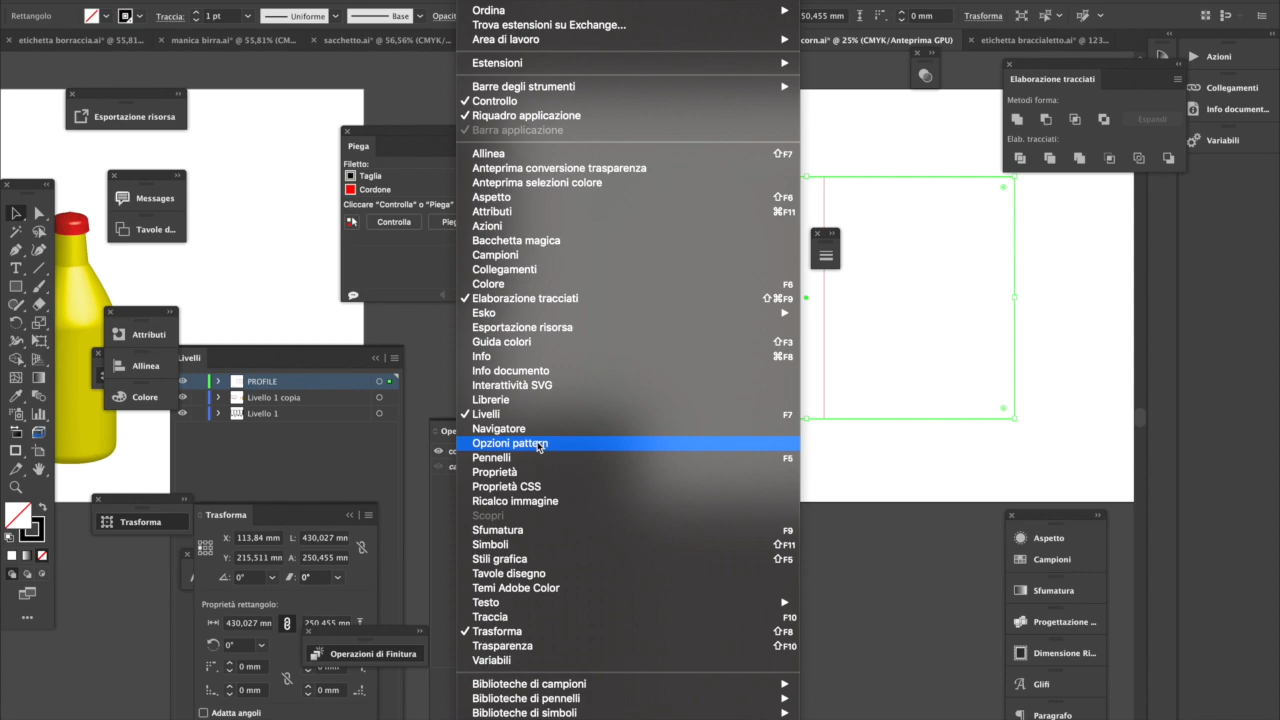 Rettangolo
Traccia:
1 pt
Uniforme
Base
Opacit
50,455 mm
0 mm
Trasforma
etichetta borraccia.ai* @ 55,81...
manica birra.ai* @ 55,81% (CM...
sacchetto.ai* @ 56,56% (CMYK/...
corn.ai* @ 25% (CMYK/Anteprima GPU)
etichetta braccialetto.ai* @ 123...
Ordina
Trova estensioni su Exchange...
Area di lavoro
Estensioni
Barre degli strumenti
Controllo
Riquadro applicazione
Barra applicazione
Allinea ⇧F7
Anteprima conversione trasparenza
Anteprima selezioni colore
Aspetto ⇧F6
Attributi ⌘F11
Azioni
Bacchetta magica
Campioni
Collegamenti
Colore F6
Elaborazione tracciati ⇧⌘F9
Esko
Esportazione risorsa
Guida colori ⇧F3
Info ⌘F8
Info documento
Interattività SVG
Librerie
Livelli F7
Navigatore
Opzioni pattern
Pennelli F5
Proprietà
Proprietà CSS
Ricalco immagine
Scopri
Sfumatura F9
Simboli ⇧F11
Stili grafica ⇧F5
Tavole disegno
Temi Adobe Color
Testo
Traccia F10
Trasforma ⇧F8
Trasparenza ⇧F10
Variabili
Biblioteche di campioni
Biblioteche di pennelli
Biblioteche di simboli
Esportazione risorsa
Messages
Tavole d...
Attributi
Allinea
Colore
Piega
Filetto:
Taglia
Cordone
Cliccare "Controlla" o "Piega
Controlla
Pieg
Livelli
PROFILE
Livello 1 copia
Livello 1
Ope
Trasforma
Trasforma
X: 113,84 mm L: 430,027 mm
Y: 215,511 mm A: 250,455 mm
0° 0°
Proprietà rettangolo:
430,027 mm 250,455 mm
0°
0 mm 0 mm
0 mm 0 mm
Adatta angoli
Operazioni di Finitura
Elaborazione tracciati
Metodi forma:
Espandi
Elab. tracciati:
Azioni
Collegamenti
Info document...
Variabili
Aspetto
Campioni
Sfumatura
Progettazione ...
Dimensione Ri...
Glifi
Paragrafo